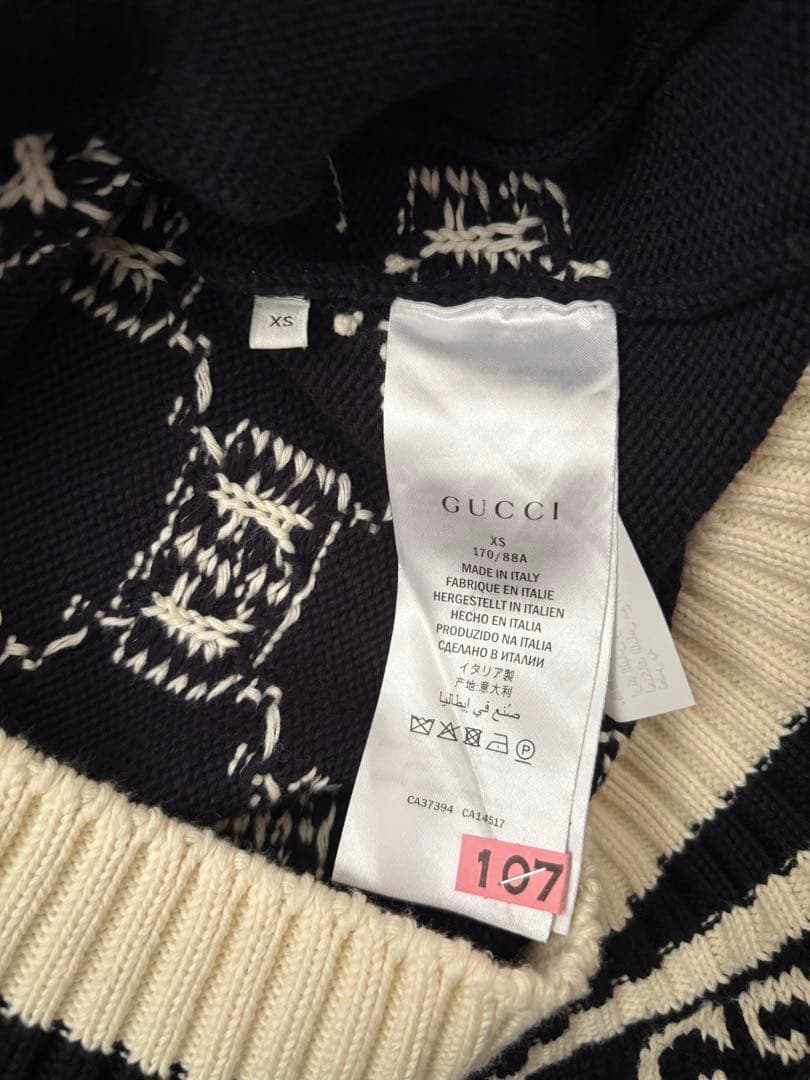 XS
GUCCI
XS
170/88A
MADE IN ITALY
FABRIQUE EN ITALIE
HERGESTELLT IN ITALIEN
HECHO EN ITALIA
PRODUZIDO NA ITALIA
СДЕЛАНО В ИТАЛИИ
イタリア製
产地:意大利
صنع في إيطاليا
P
CA37394 CA14517
107